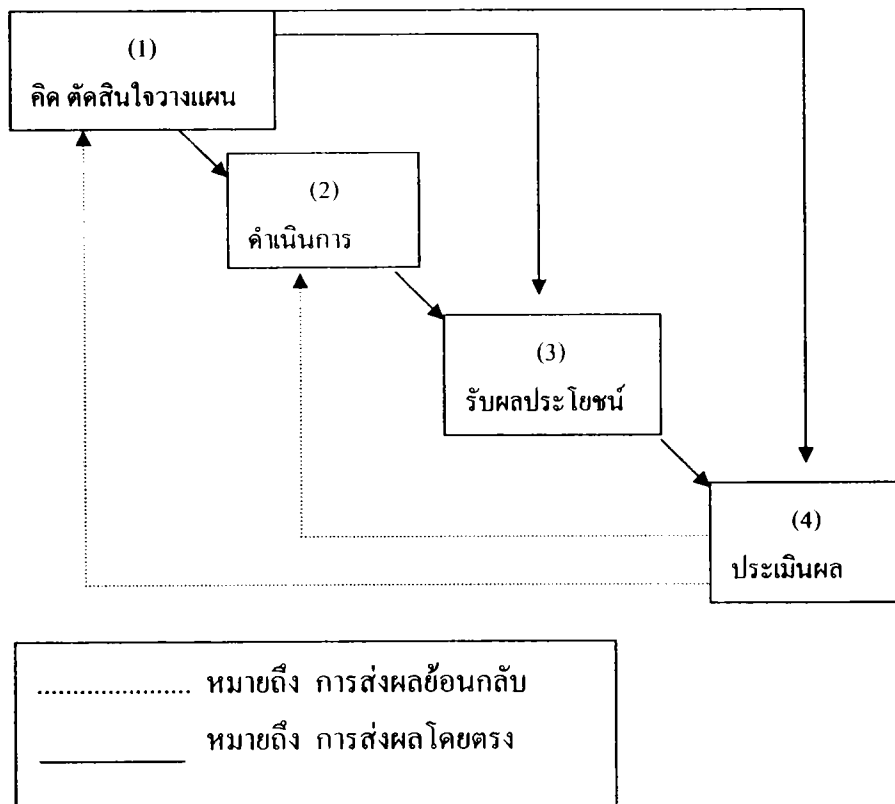 (1)
คิด ตัดสินใจวางแผน
(2)
ดำเนินการ
(3)
รับผลประโยชน์
(4)
ประเมินผล
.................... หมายถึง การส่งผลย้อนกลับ
หมายถึง การส่งผลโดยตรง